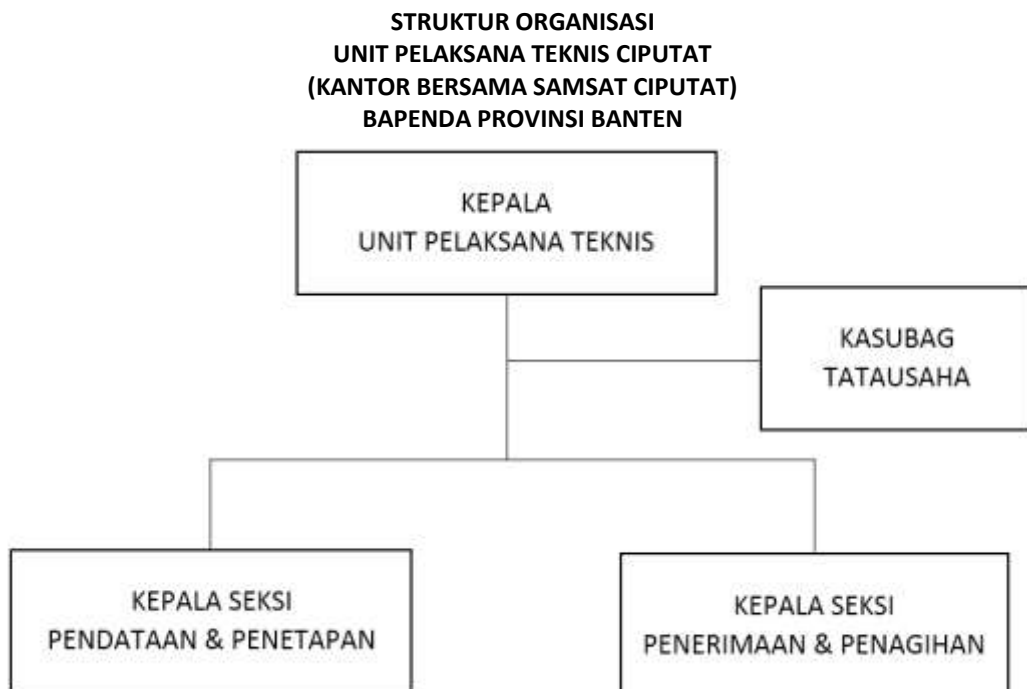 STRUKTUR ORGANISASI
UNIT PELAKSANA TEKNIS CIPUTAT
(KANTOR BERSAMA SAMSAT CIPUTAT)
BAPENDA PROVINSI BANTEN
KEPALA
UNIT PELAKSANA TEKNIS
KASUBAG
TATAUSAHA
KEPALA SEKSI
PENDATAAN & PENETAPAN
KEPALA SEKSI
PENERIMAAN & PENAGIHAN